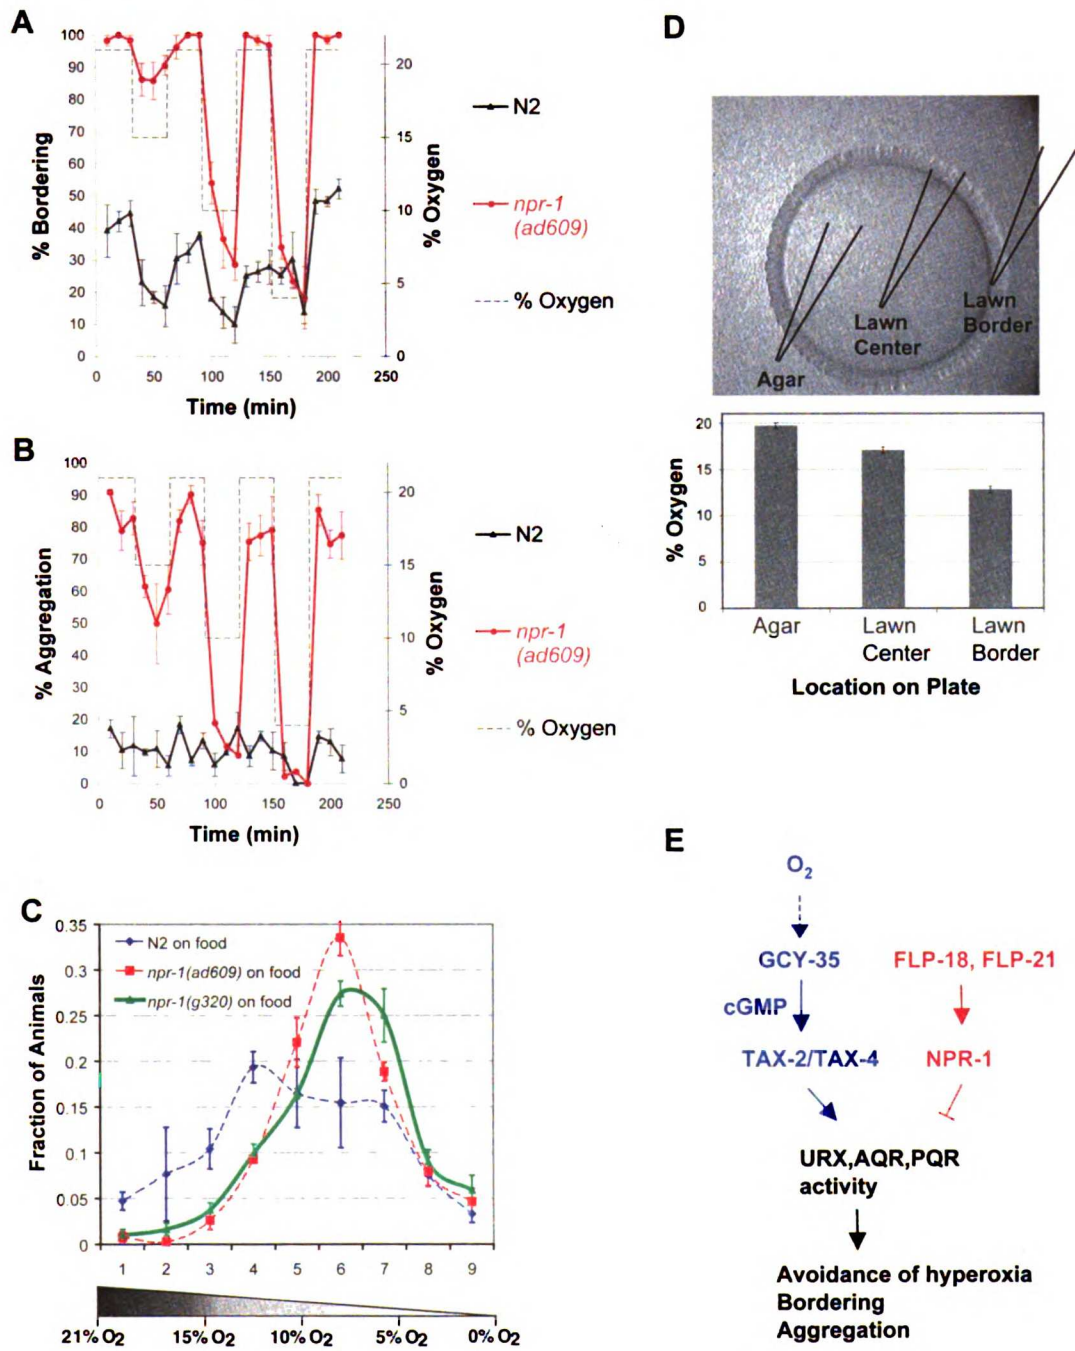 A
100
90
80
70
60
50
40
30
20
10
0
% Bordering
20
15
10
5
0
% Oxygen
0 50 100 150 200 250
Time (min)
N2
npr-1
(ad609)
% Oxygen
B
100
90
80
70
60
50
40
30
20
10
0
% Aggregation
20
15
10
5
0
% Oxygen
0 50 100 150 200 250
Time (min)
N2
npr-1
(ad609)
% Oxygen
C
0.35
0.3
0.25
0.2
0.15
0.1
0.05
0
Fraction of Animals
N2 on food
npr-1(ad609) on food
npr-1(g320) on food
1 2 3 4 5 6 7 8 9
21% O2 15% O2 10% O2 5% O2 0% O2
D
Agar
Lawn
Center
Lawn
Border
20
15
10
5
0
% Oxygen
Agar
Lawn
Center
Lawn
Border
Location on Plate
E
O2
GCY-35
cGMP
TAX-2/TAX-4
FLP-18, FLP-21
NPR-1
URX,AQR,PQR
activity
Avoidance of hyperoxia
Bordering
Aggregation